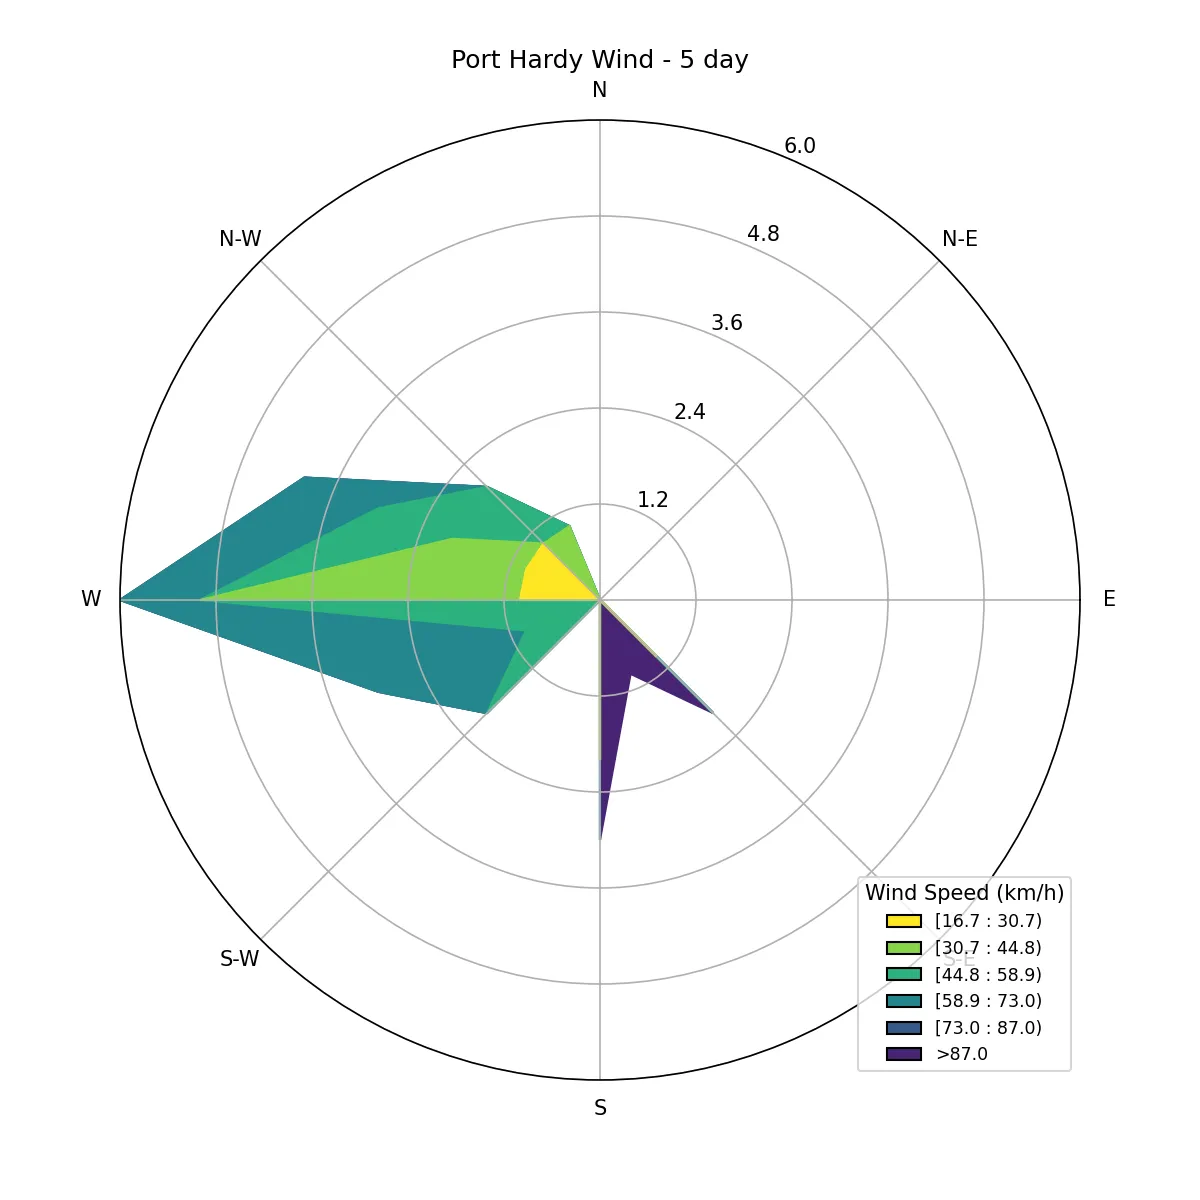 Port Hardy Wind - 5 day
N
6.0
N-W
4.8
N-E
3.6
2.4
1.2
W
E
S-W
S-E
S
Wind Speed (km/h)
[16.7 : 30.7)
[30.7 : 44.8)
[44.8 : 58.9)
[58.9 : 73.0)
[73.0 : 87.0)
>87.0